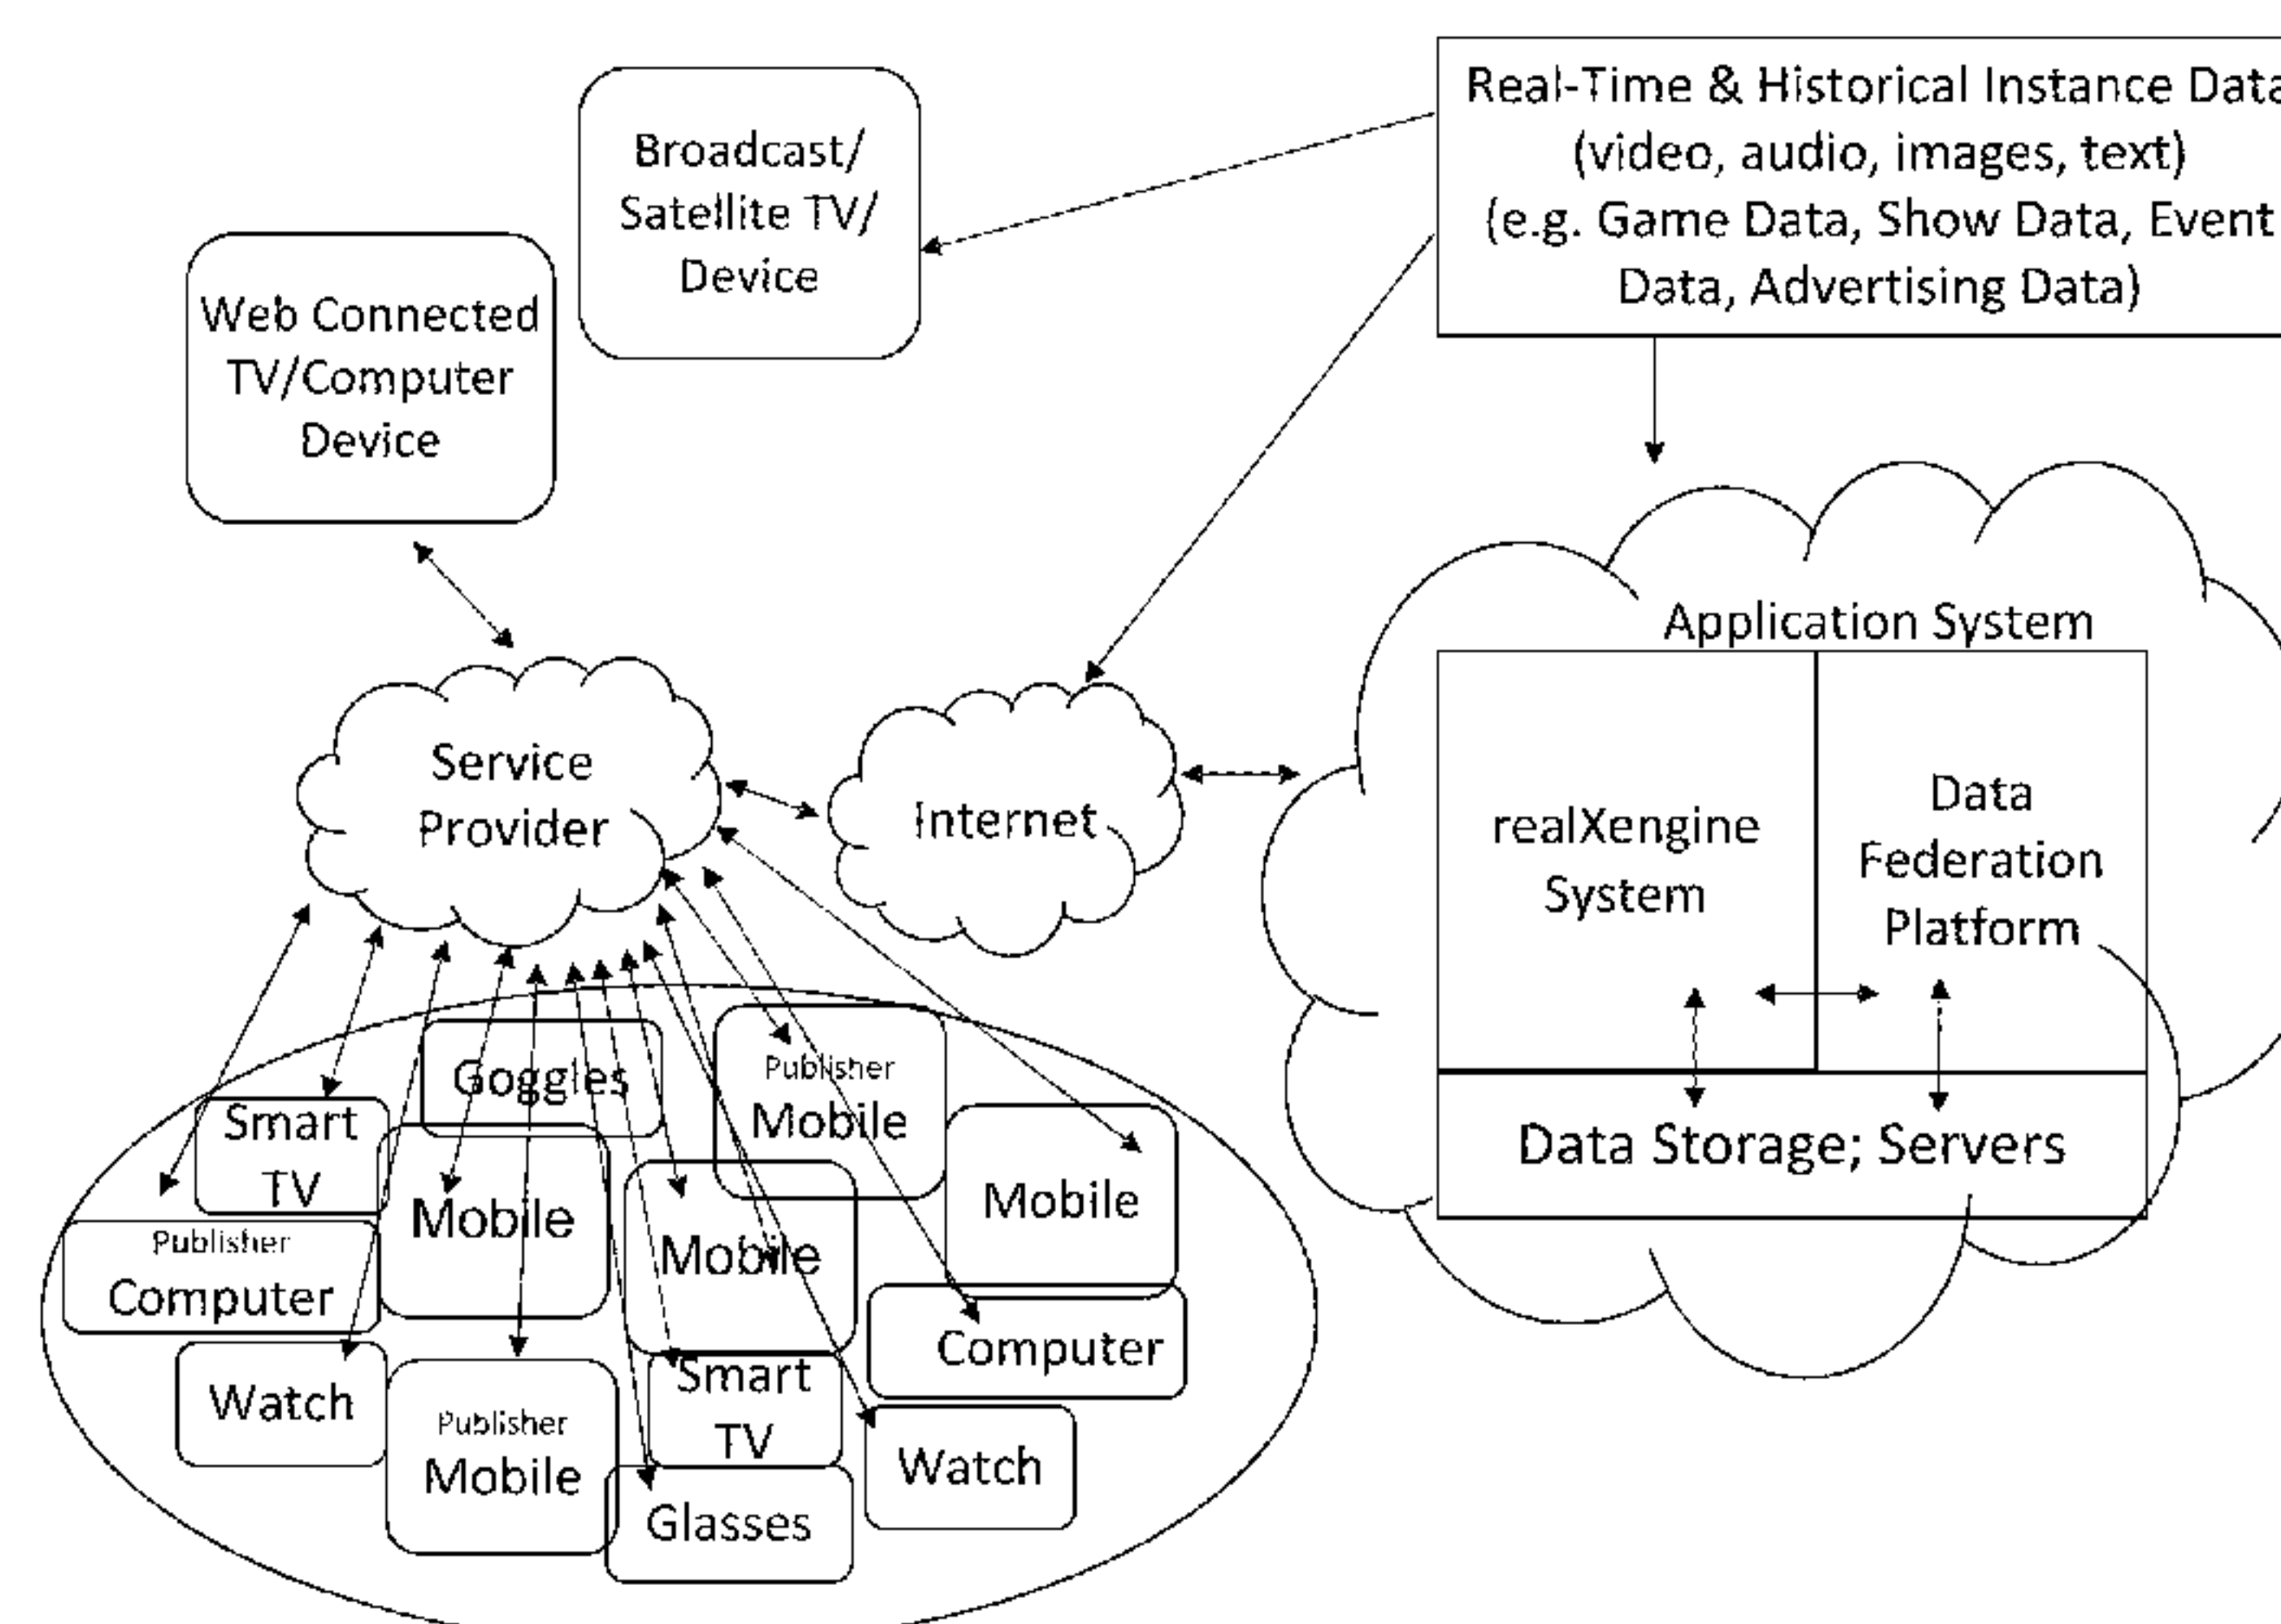 Real-Time & Historical Instance Data
(video, audio, images, text)
(e.g. Game Data, Show Data, Event
Data, Advertising Data)
Broadcast/
Satellite TV/
Device
Web Connected
TV/Computer
Device
Application System
Service
Provider
Internet
realXengine
System
Data
Federation
Platform
Data Storage; Servers
Goggles
Publisher
Mobile
Smart
TV
Mobile
Mobile
Mobile
Publisher
Computer
Computer
Watch
Publisher
Mobile
Smart
TV
Watch
Glasses